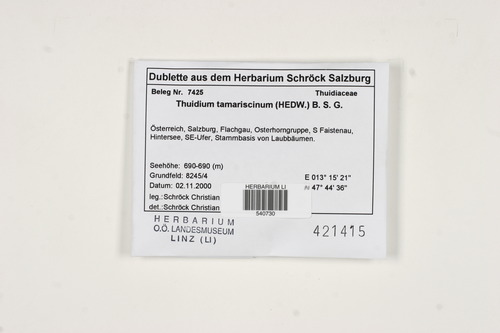 Dublette aus dem Herbarium Schröck Salzburg
Beleg Nr. 7425 Thuidiaceae
Thuidium tamariscinum (HEDW.) B. S. G.
Österreich, Salzburg, Flachgau, Osterhorngruppe, S Faistenau,
Hintersee, SE-Ufer, Stammbasis von Laubbäumen.
Seehöhe: 690-690 (m)
Grundfeld: 8245/4 E 013° 15' 21"
Datum: 02.11.2000 N 47° 44' 36"
leg.:Schröck Christian
det.:Schröck Christian
HERBARIUM LI
540730
HERBARIUM
O.Ö. LANDESMUSEUM
LINZ (LI)
421415